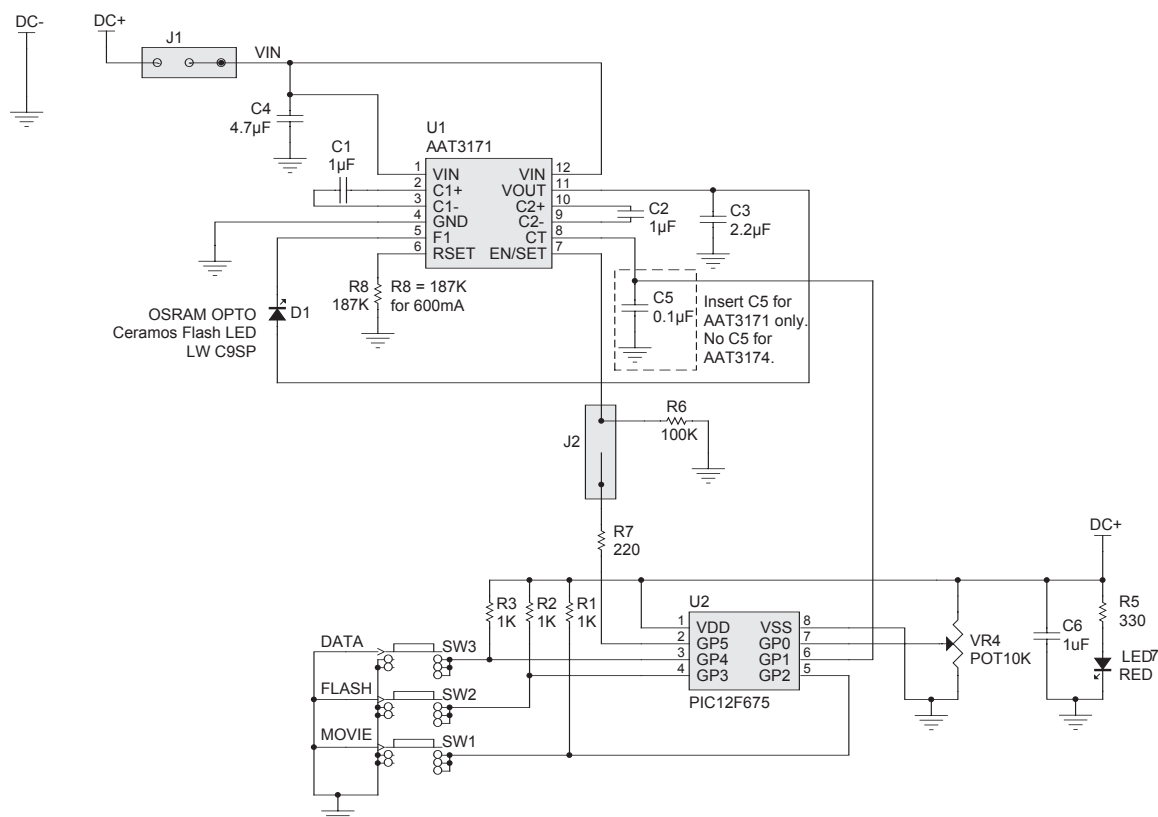 DC-
DC+
J1
VIN
C4
4.7µF
U1
AAT3171
C1
1µF
1
VIN
VIN
12
2
C1+
VOUT
11
3
C1-
C2+
10
4
GND
C2-
9
5
F1
CT
8
6
RSET
EN/SET
7
C2
1µF
C3
2.2µF
R8
187K
R8 = 187K
for 600mA
OSRAM OPTO
Ceramos Flash LED
LW C9SP
D1
C5
0.1µF
Insert C5 for
AAT3171 only.
No C5 for
AAT3174.
J2
R6
100K
R7
220
DC+
R3
1K
R2
1K
R1
1K
U2
1
VDD
VSS
8
2
GP5
GP0
7
3
GP4
GP1
6
4
GP3
GP2
5
PIC12F675
VR4
POT10K
C6
1uF
R5
330
LED7
RED
DATA
SW3
FLASH
SW2
MOVIE
SW1